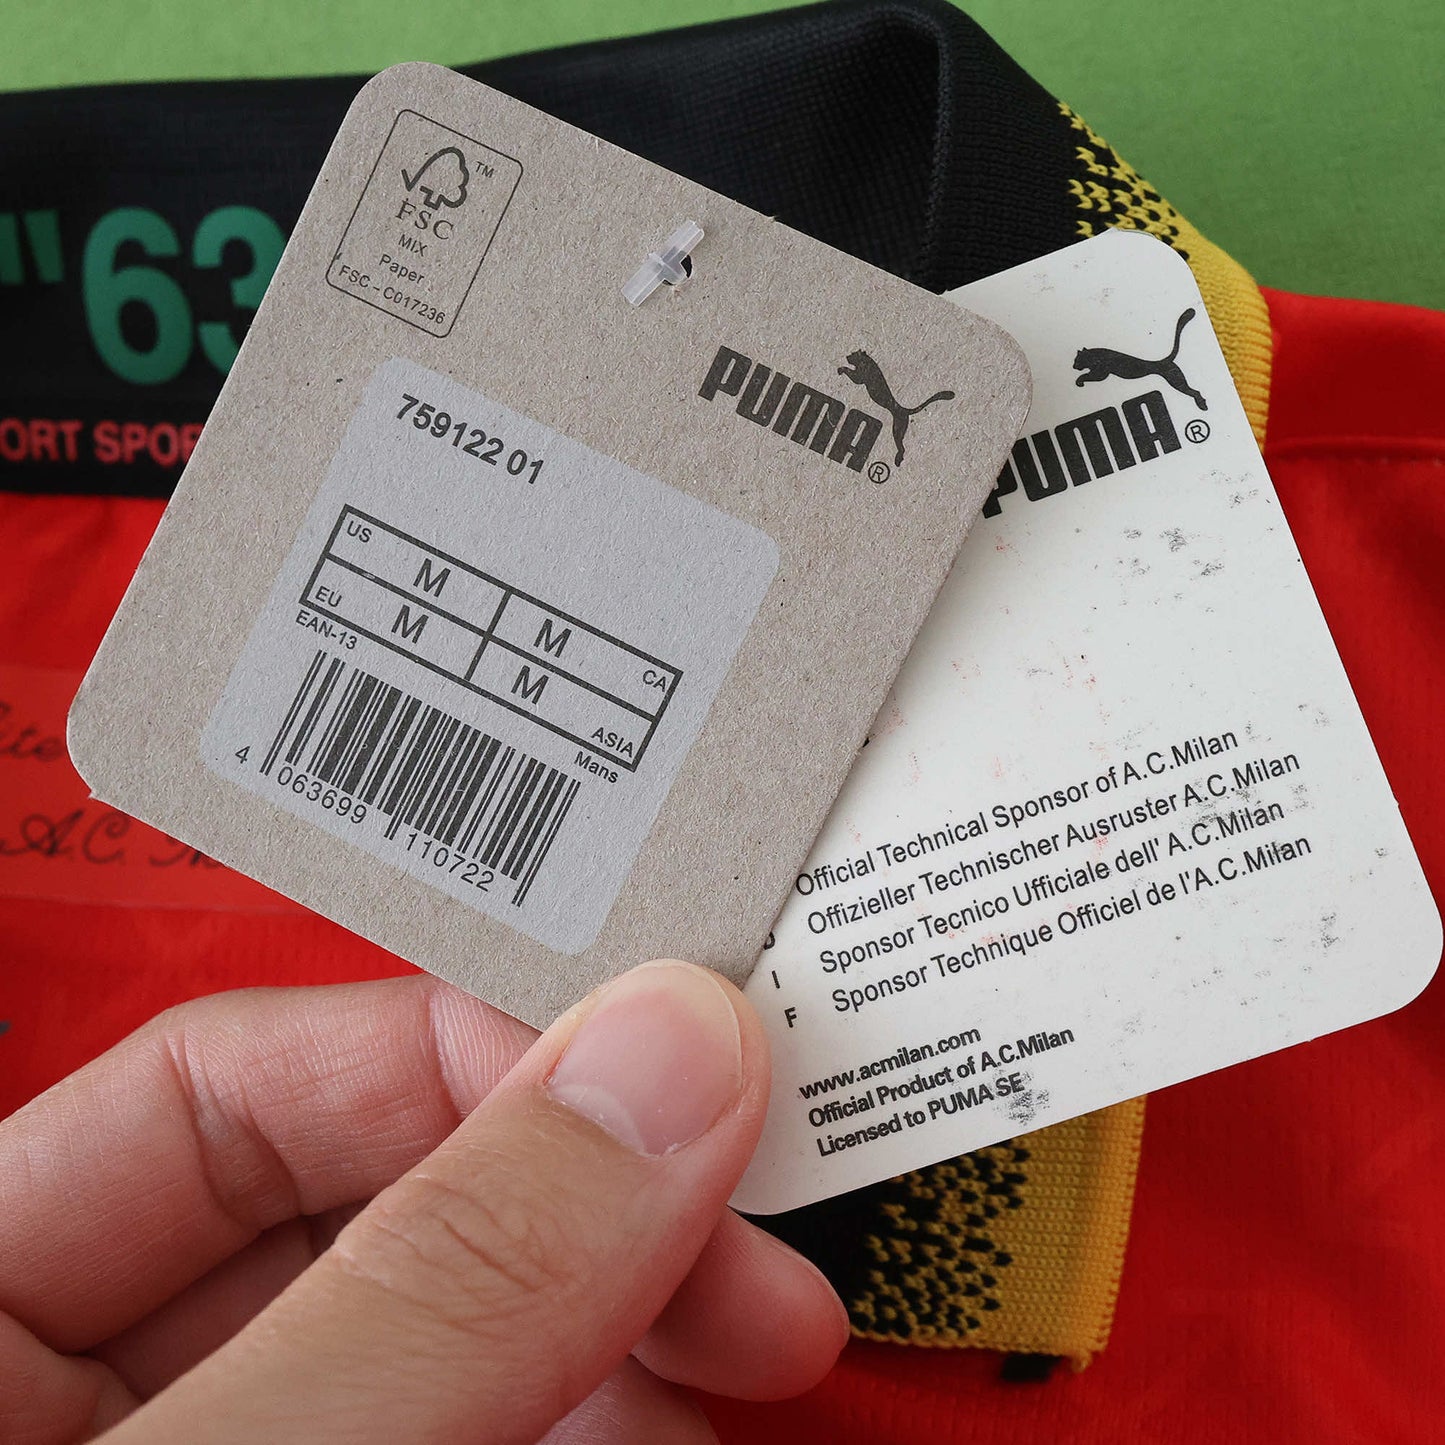 "63
ORT SPOR
TM
FSC
MIX
Paper
FSC - C017236
PUMA®
759122 01
US M
M CA
EU M
M ASIA
EAN-13
Mans
4 063699 110722
PUMA®
Official Technical Sponsor of A.C.Milan
Offizieller Technischer Ausruster A.C.Milan
I Sponsor Tecnico Ufficiale dell' A.C.Milan
F Sponsor Technique Officiel de l'A.C.Milan
www.acmilan.com
Official Product of A.C.Milan
Licensed to PUMA SE
A.C.